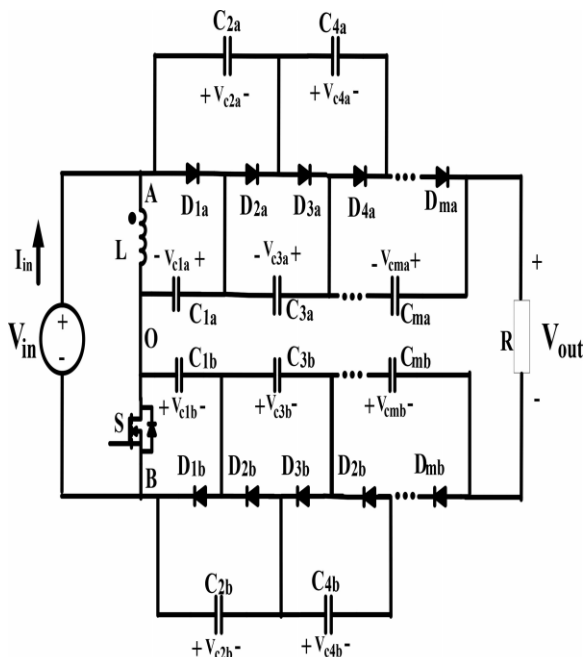 C2a C4a
+Vc2a- +Vc4a-
A D1a D2a D3a D4a Dma
Iin L - Vc1a + - Vc3a + - Vcma +
+
C1a C3a Cma
Vin + - O R Vout
C1b C3b Cmb
+Vc1b- +Vc3b- +Vcmb-
-
S
B D1b D2b D3b D2b Dmb
C2b C4b
+Vc2b- +Vc4b-